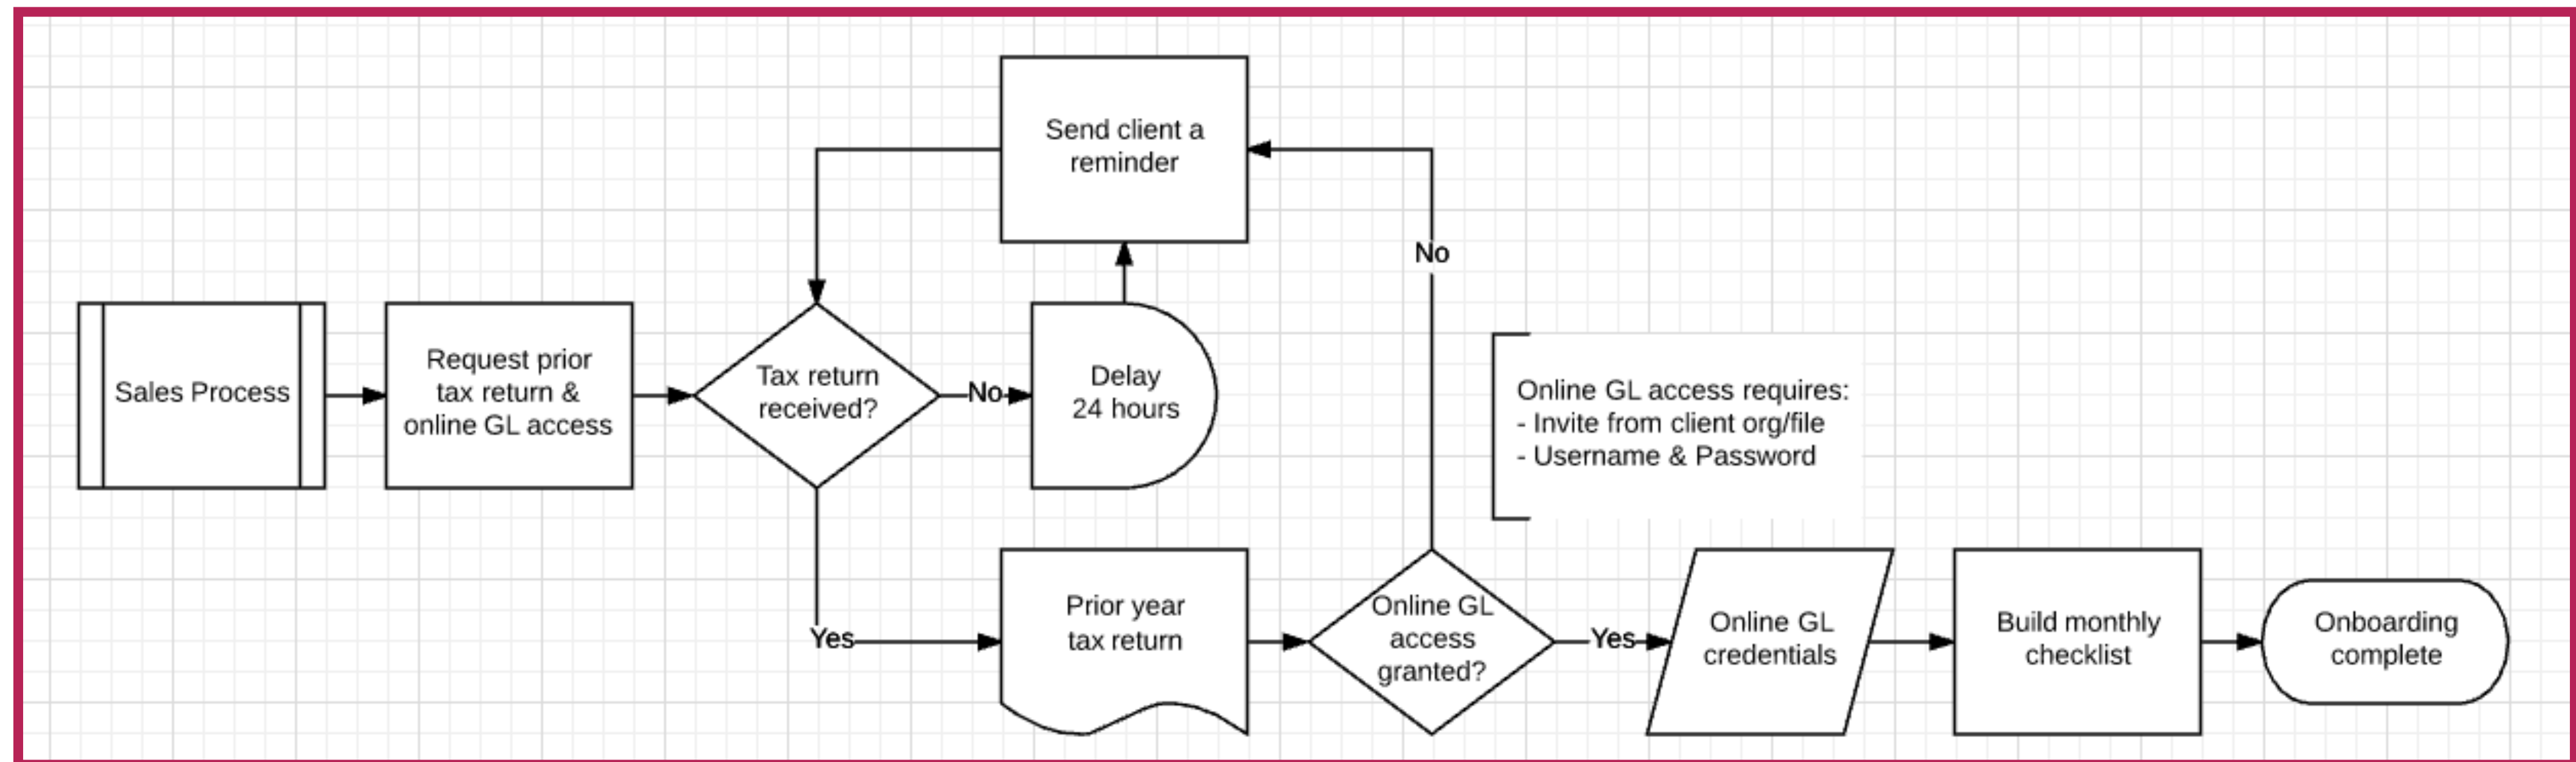 Send client a
reminder
No
Sales Process
Request prior
tax return &
online GL access
Tax return
received?
No
Delay
24 hours
Online GL access requires:
- Invite from client org/file
- Username & Password
Yes
Prior year
tax return
Online GL
access
granted?
Yes
Online GL
credentials
Build monthly
checklist
Onboarding
complete